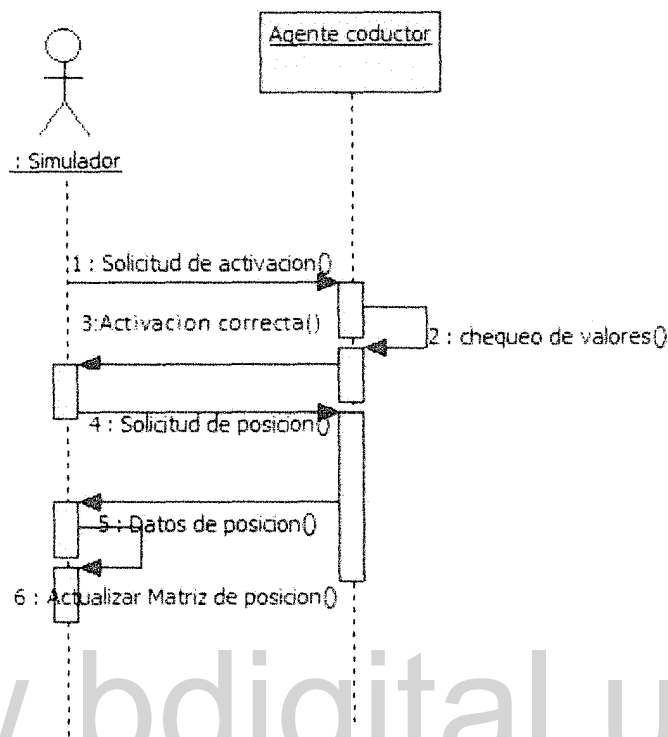 Agente coductor
: Simulador
1 : Solicitud de activacion()
3:Activacion correcta()
2 : chequeo de valores()
4 : Solicitud de posicion()
5 : Datos de posicion()
6 : Actualizar Matriz de posicion()
bdigital.u